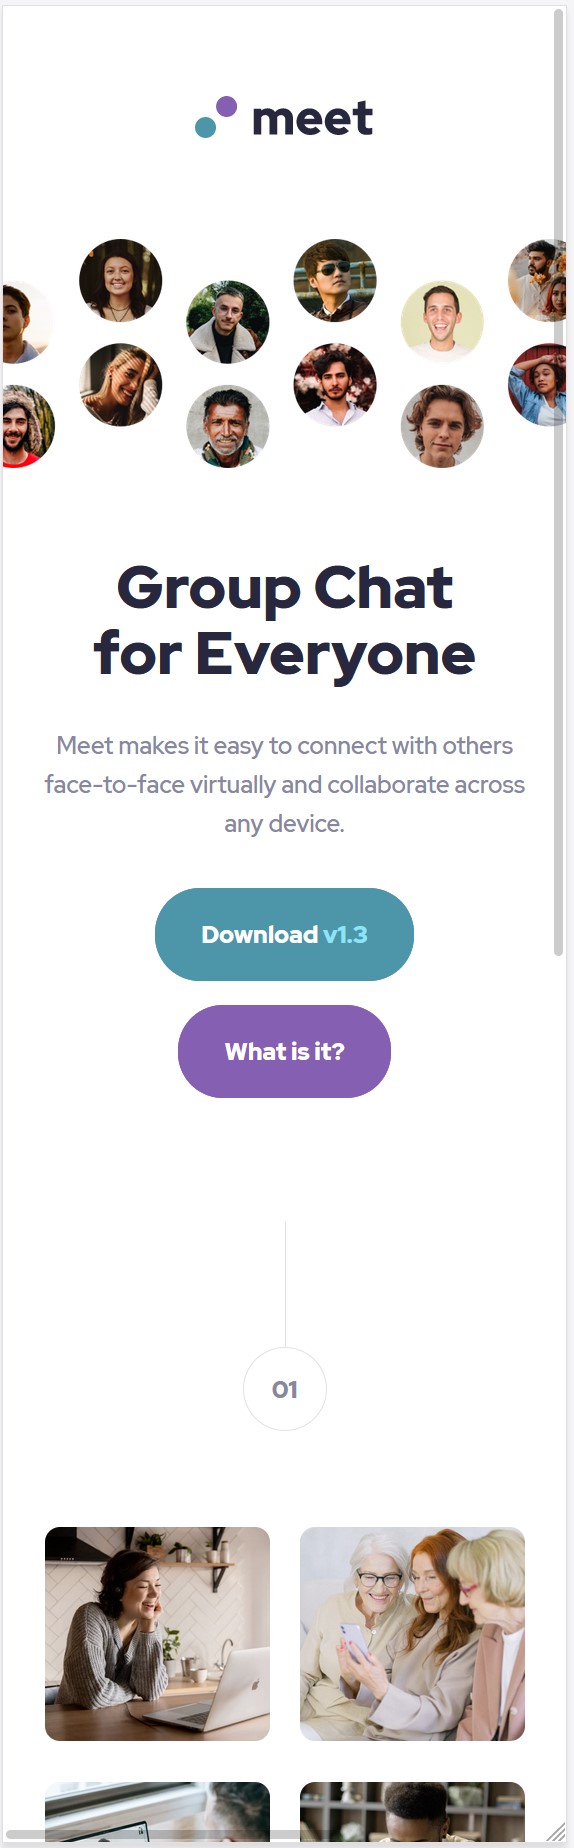 meet
Group Chat
for Everyone
Meet makes it easy to connect with others
face-to-face virtually and collaborate across
any device.
Download v1.3
What is it?
01